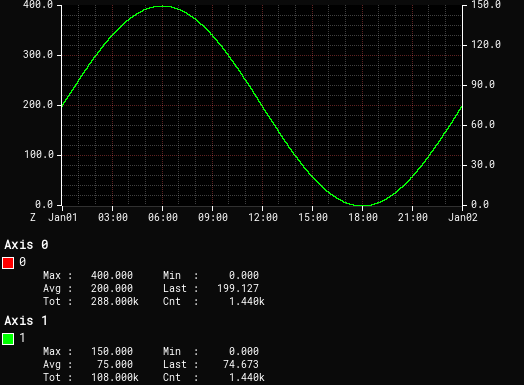 400.0
300.0
200.0
100.0
0.0
150.0
120.0
90.0
60.0
30.0
0.0
Z Jan01 03:00 06:00 09:00 12:00 15:00 18:00 21:00 Jan02
Axis 0
0
Max : 400.000 Min : 0.000
Avg : 200.000 Last : 199.127
Tot : 288.000k Cnt : 1.440k
Axis 1
1
Max : 150.000 Min : 0.000
Avg : 75.000 Last : 74.673
Tot : 108.000k Cnt : 1.440k